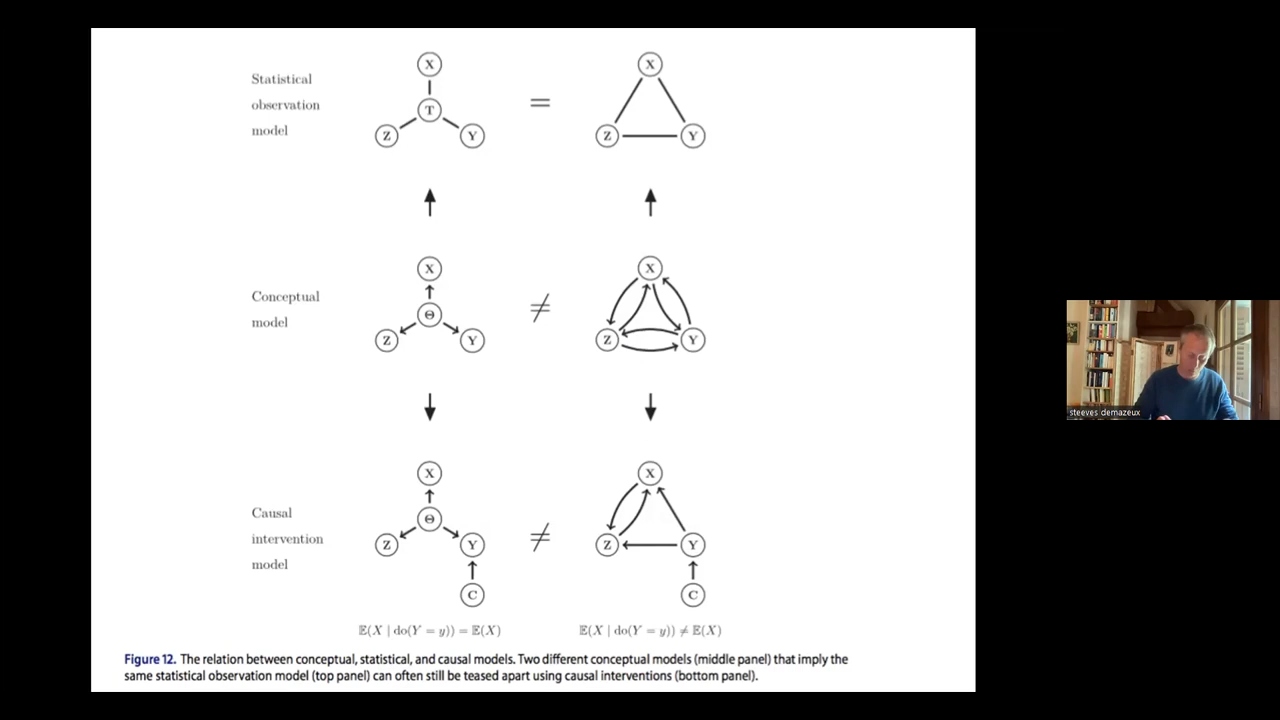 X
X
Statistical
observation
model
T
=
Z
Y
Z
Y
X
X
Conceptual
model
Θ
≠
Z
Y
Z
Y
X
X
Causal
intervention
model
Θ
≠
Z
Y
Z
Y
C
C
𝔼(X | do(Y = y)) = 𝔼(X)
𝔼(X | do(Y = y)) ≠ 𝔼(X)
Figure 12. The relation between conceptual, statistical, and causal models. Two different conceptual models (middle panel) that imply the
same statistical observation model (top panel) can often still be teased apart using causal interventions (bottom panel).
steeves demazeux